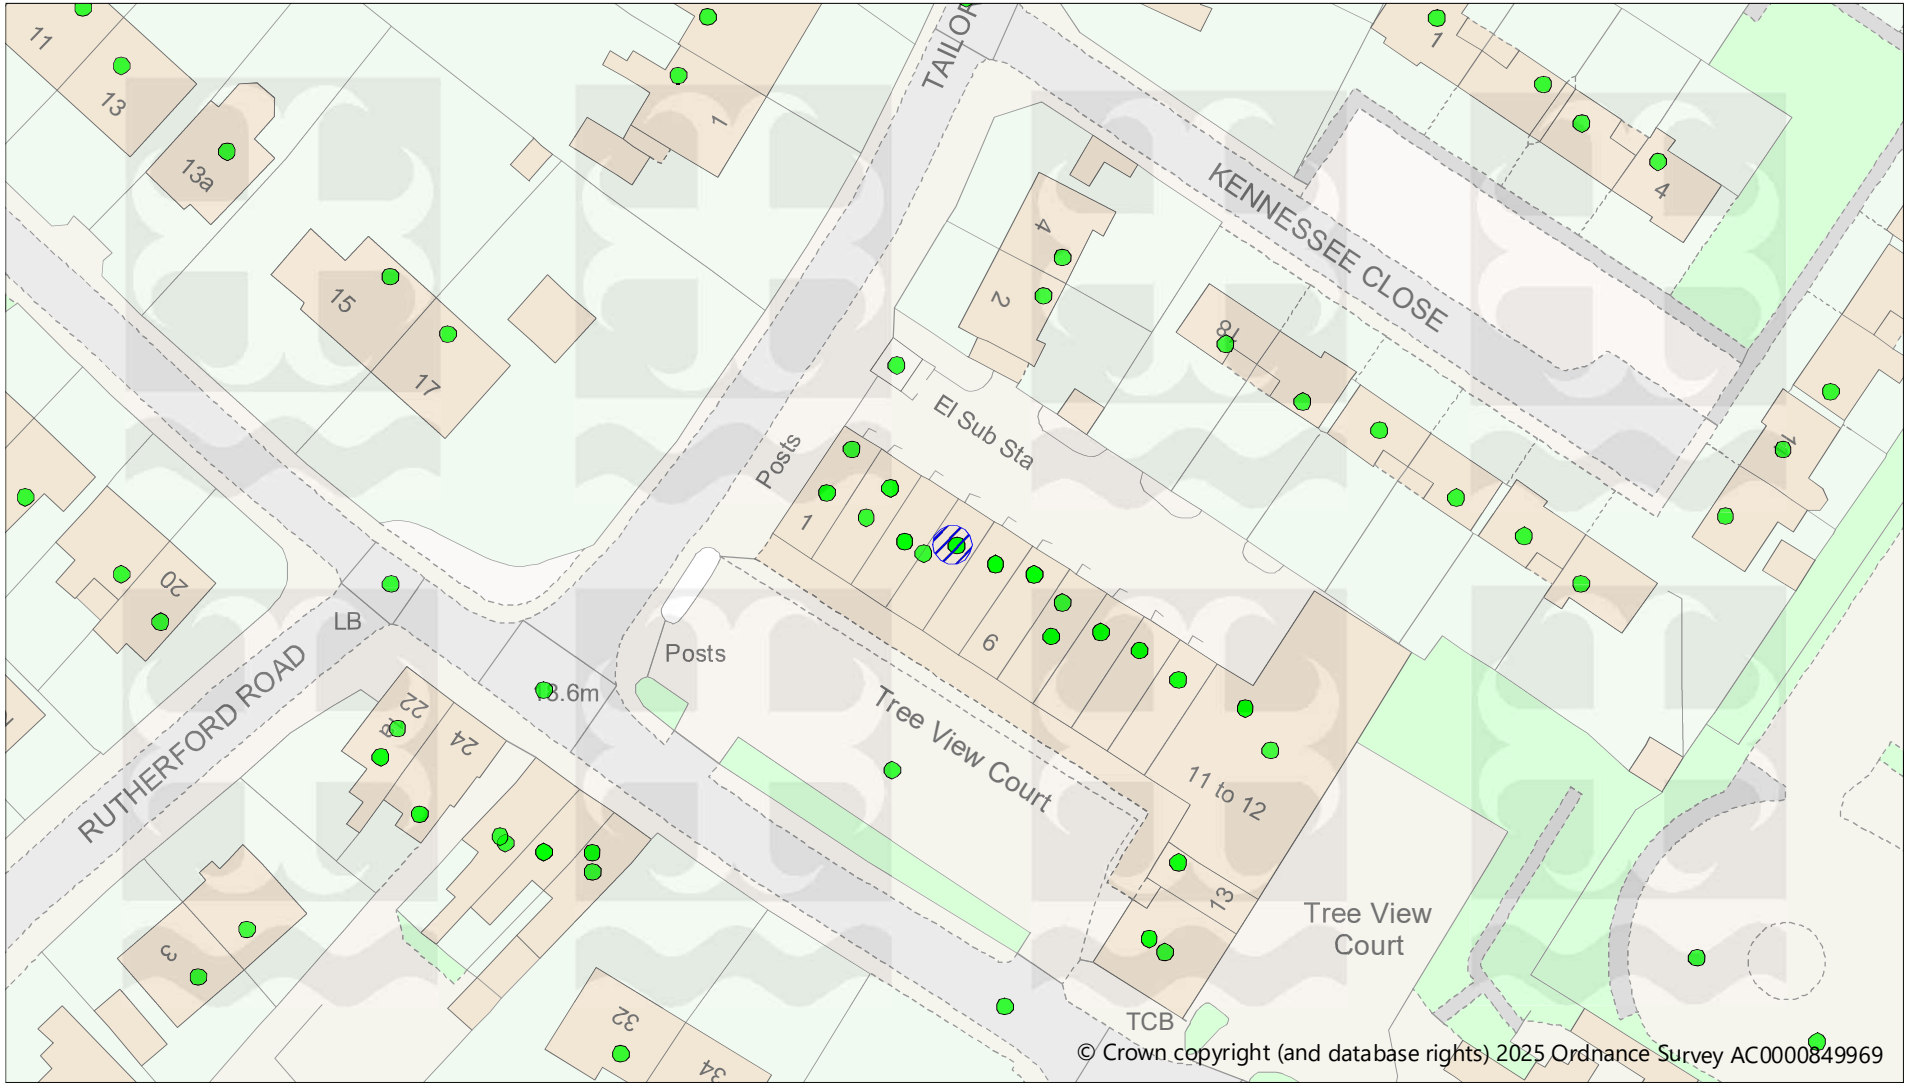 11
13
13a
15
17
1
TAILOR
1
4
KENNESSEE CLOSE
4
2
18
El Sub Sta
Posts
1
6
20
LB
RUTHERFORD ROAD
Posts
13.6m
22
24
Tree View Court
11 to 12
13
Tree View
Court
3
32
34
TCB
© Crown copyright (and database rights) 2025 Ordnance Survey AC0000849969